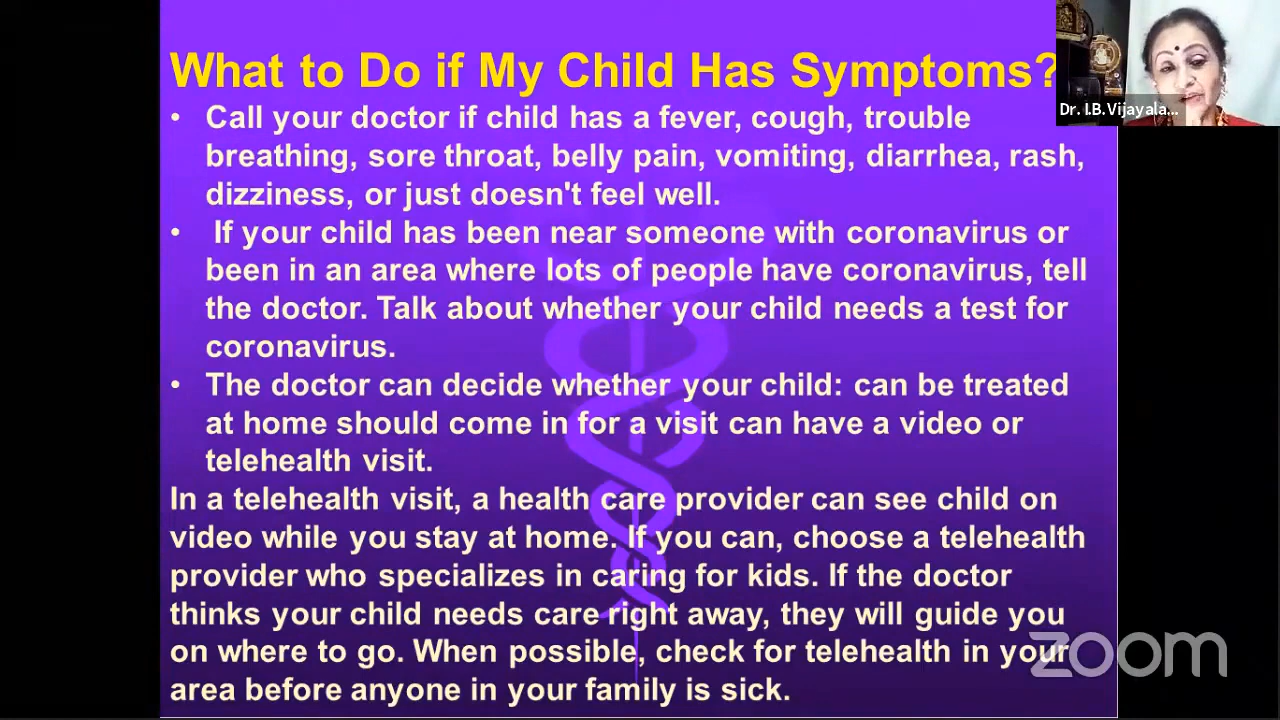 What to Do if My Child Has Symptoms?
• Call your doctor if child has a fever, cough, trouble
breathing, sore throat, belly pain, vomiting, diarrhea, rash,
dizziness, or just doesn't feel well.
• If your child has been near someone with coronavirus or
been in an area where lots of people have coronavirus, tell
the doctor. Talk about whether your child needs a test for
coronavirus.
• The doctor can decide whether your child: can be treated
at home should come in for a visit can have a video or
telehealth visit.
In a telehealth visit, a health care provider can see child on
video while you stay at home. If you can, choose a telehealth
provider who specializes in caring for kids. If the doctor
thinks your child needs care right away, they will guide you
on where to go. When possible, check for telehealth in your
area before anyone in your family is sick.
Dr. I.B.Vijayala...
zoom